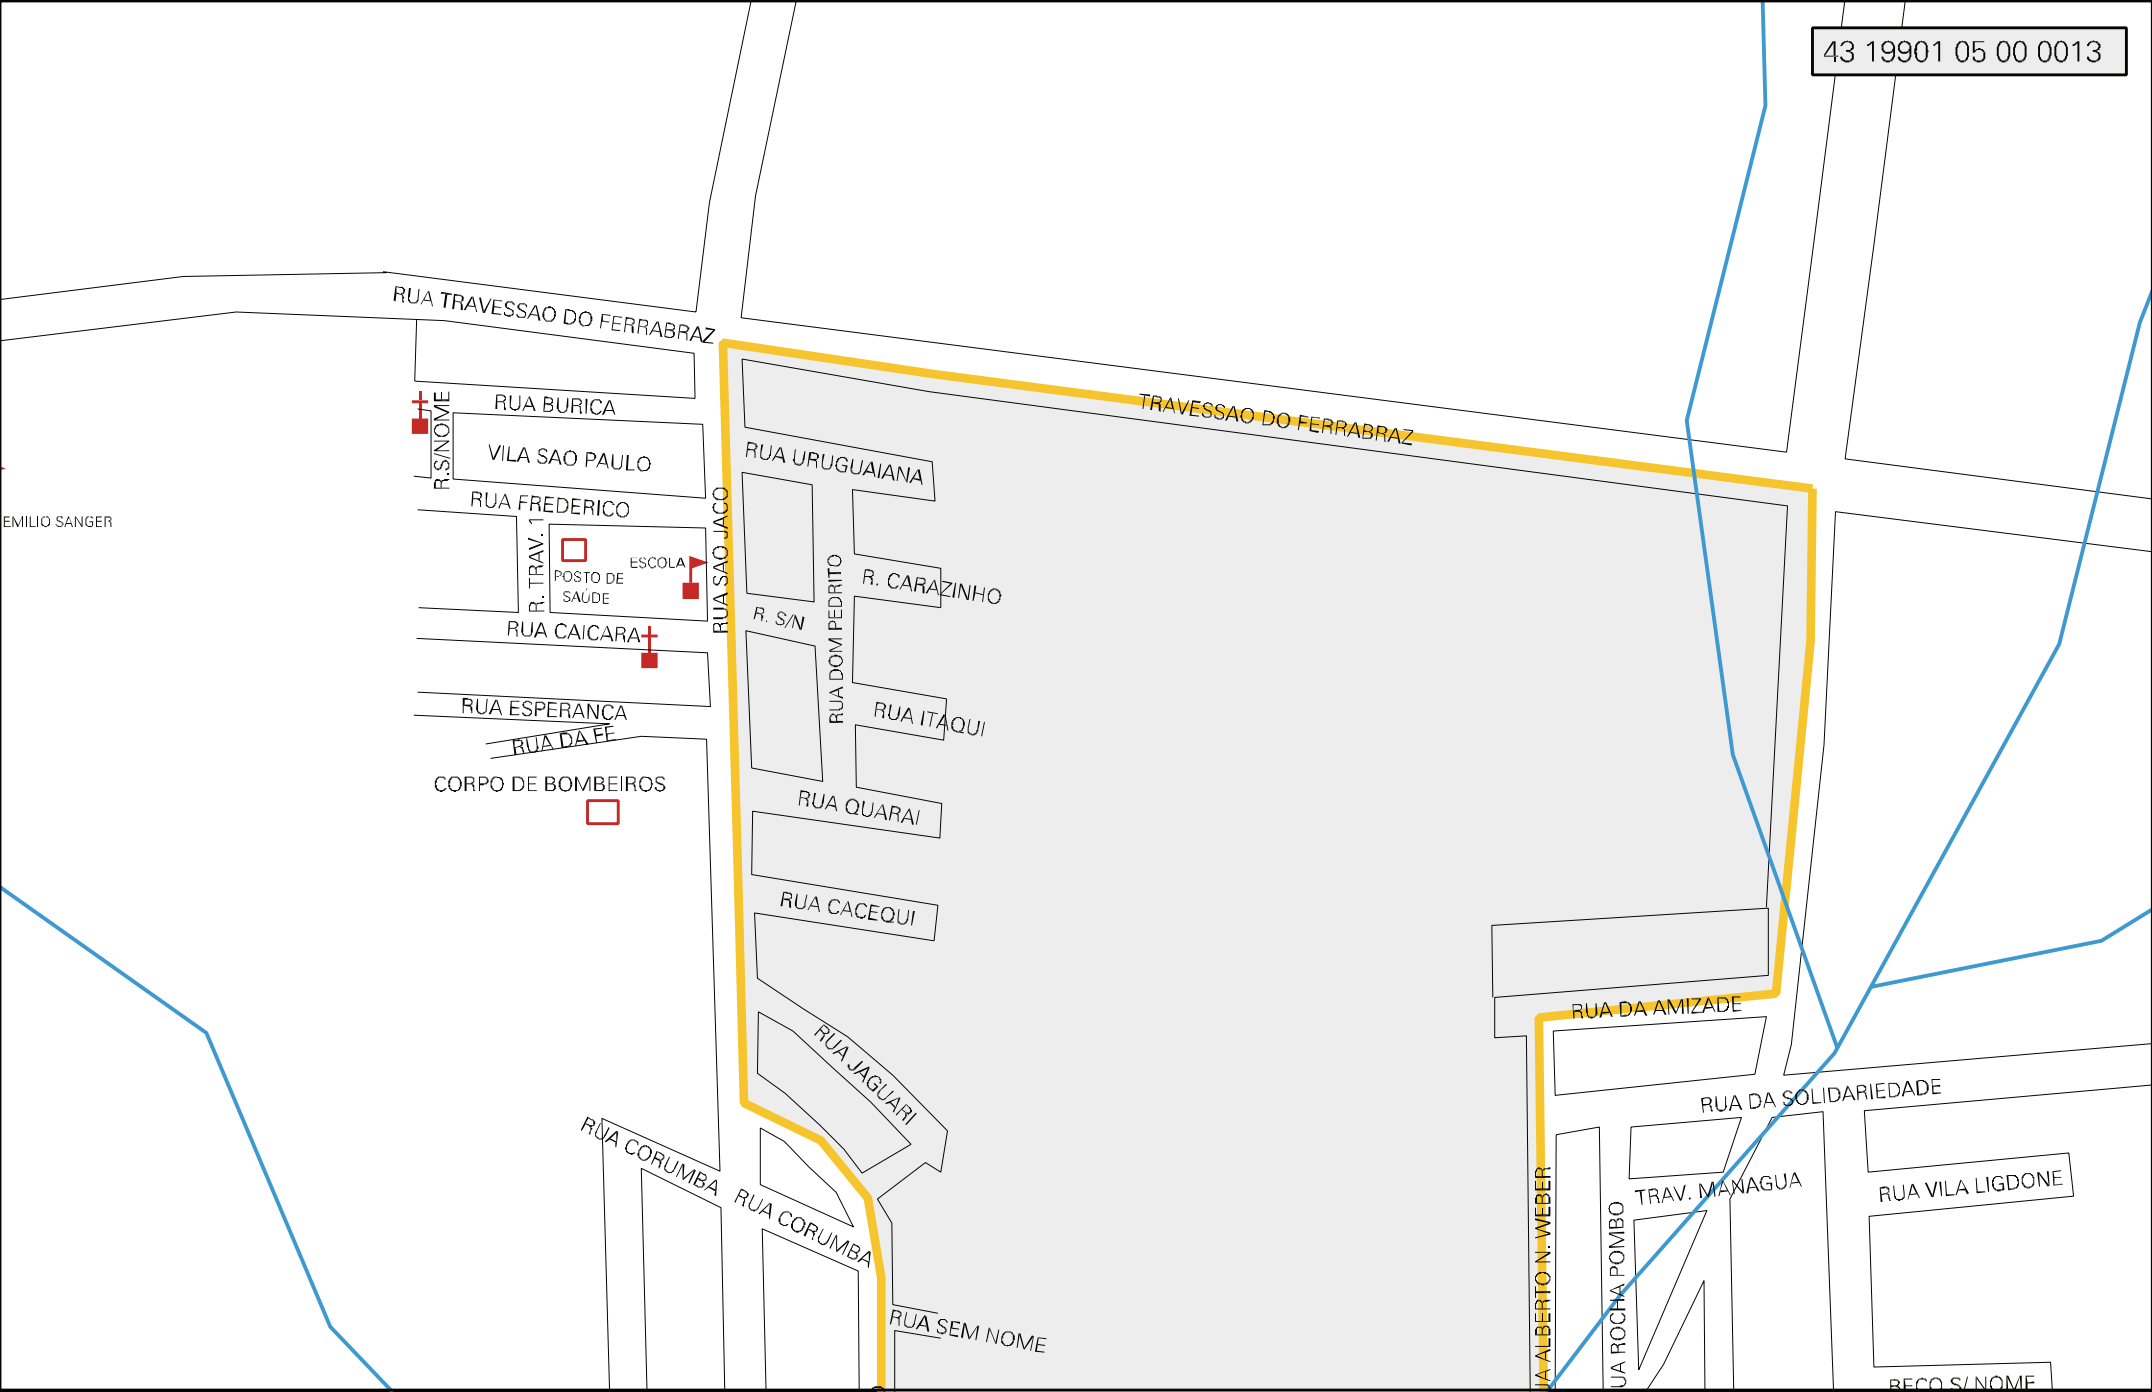 43 19901 05 00 0013
RUA TRAVESSAO DO FERRABRAZ
TRAVESSAO DO FERRABRAZ
RUA BURICA
R.S/NOME
VILA SAO PAULO
RUA URUGUAIANA
RUA FREDERICO
EMILIO SANGER
R. TRAV. 1
ESCOLA
POSTO DE
SAÚDE
RUA SAO JACO
R. CARAZINHO
R. S/N
RUA DOM PEDRITO
RUA CAICARA
RUA ESPERANCA
RUA ITAQUI
RUA DA FE
CORPO DE BOMBEIROS
RUA QUARAI
RUA CACEQUI
RUA DA AMIZADE
RUA JAGUARI
RUA DA SOLIDARIEDADE
RUA CORUMBA
RUA CORUMBA
TRAV. MANAGUA
RUA VILA LIGDONE
UA ALBERTO N. WEBER
UA ROCHA POMBO
RUA SEM NOME
BECO S/ NOME